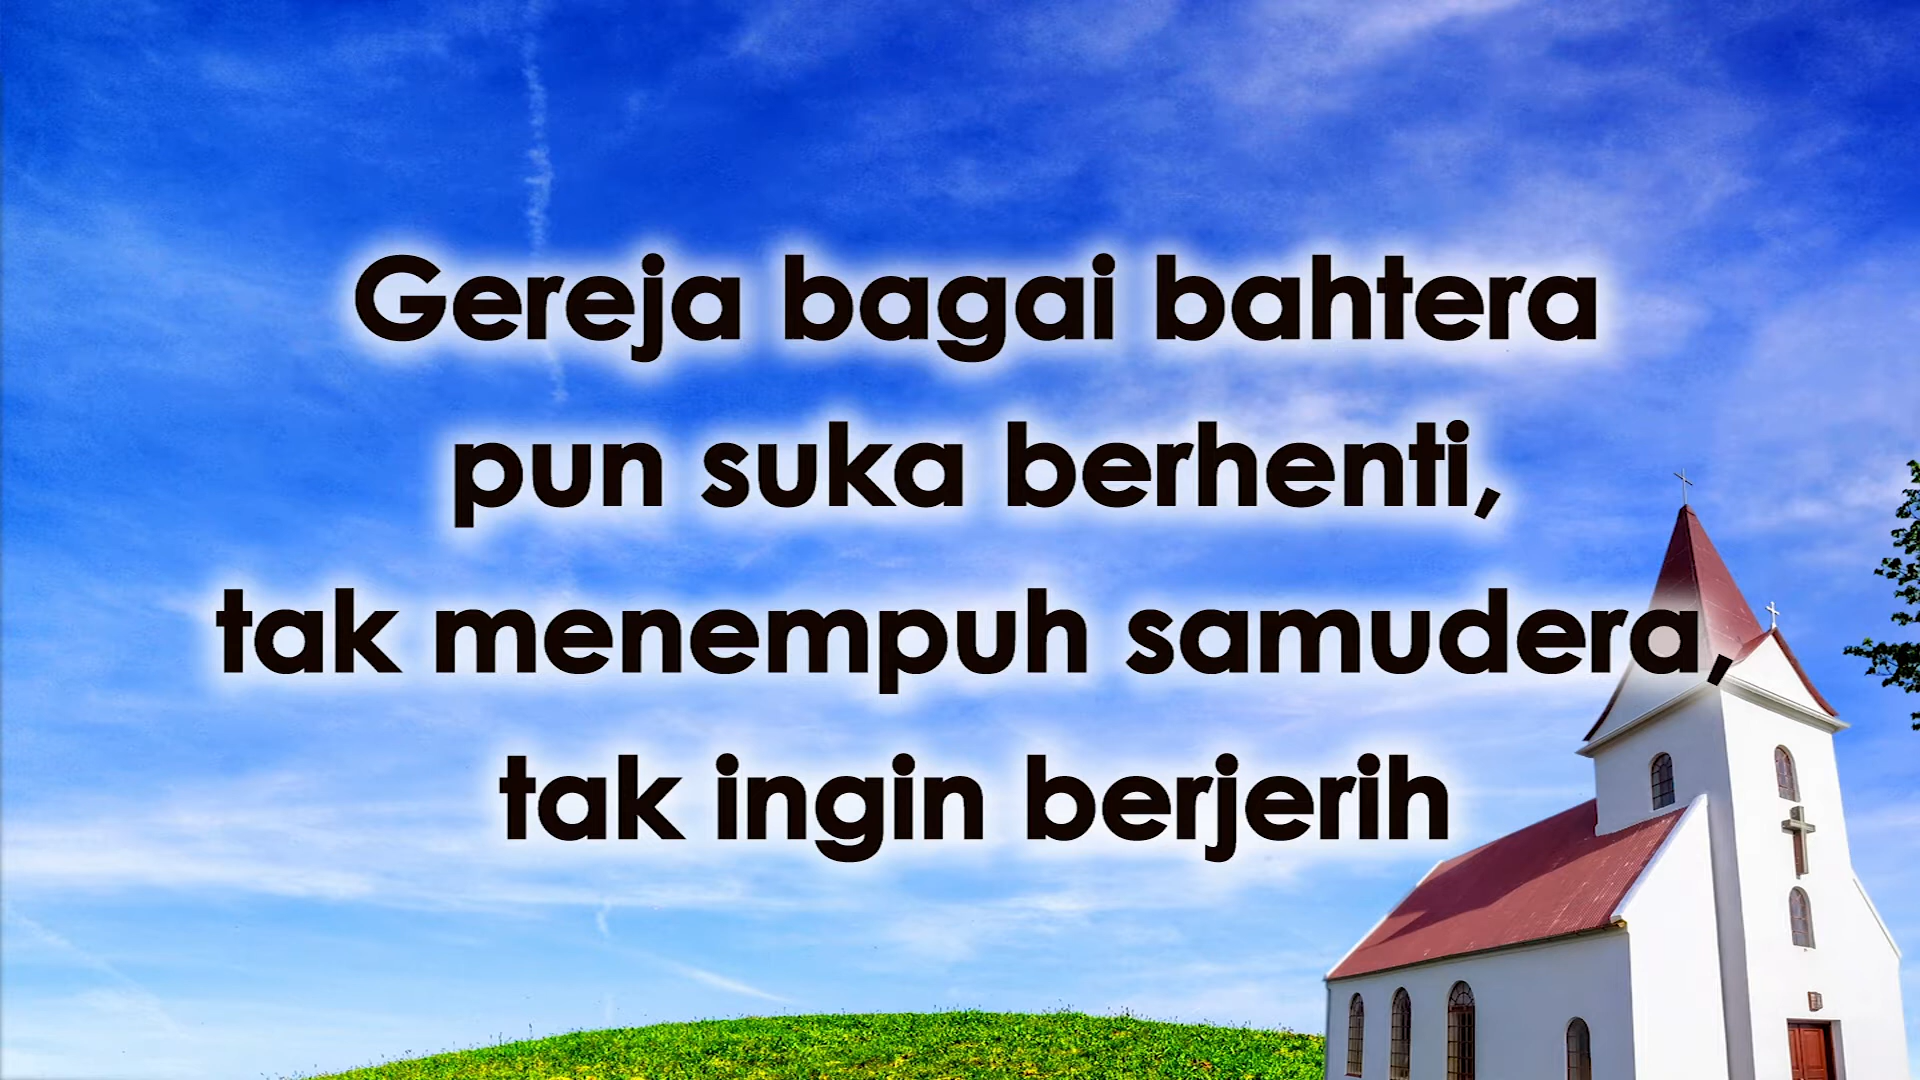 Gereja bagai bahtera
pun suka berhenti,
tak menempuh samudera,
tak ingin berjerih